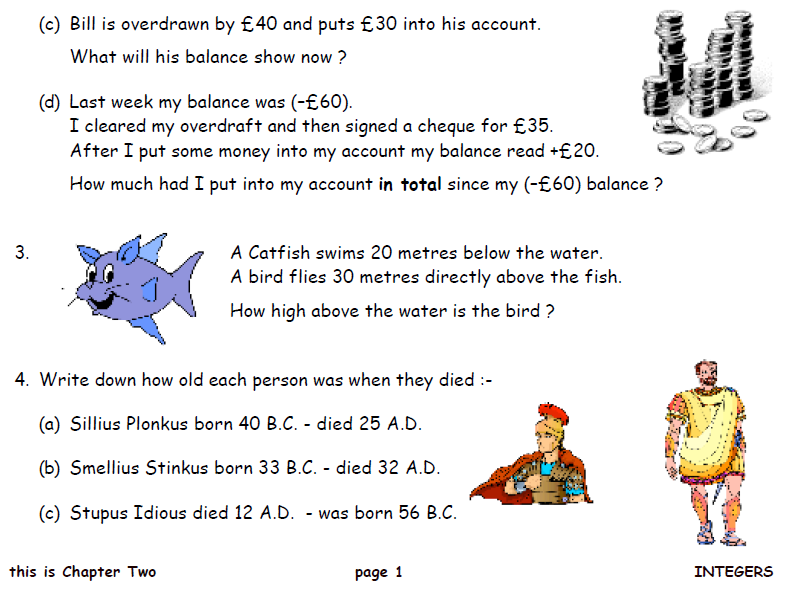 (c) Bill is overdrawn by £40 and puts £30 into his account.
What will his balance show now ?
(d) Last week my balance was (–£60).
I cleared my overdraft and then signed a cheque for £35.
After I put some money into my account my balance read +£20.
How much had I put into my account in total since my (–£60) balance ?
3. A Catfish swims 20 metres below the water.
A bird flies 30 metres directly above the fish.
How high above the water is the bird ?
4. Write down how old each person was when they died :-
(a) Sillius Plonkus born 40 B.C. - died 25 A.D.
(b) Smellius Stinkus born 33 B.C. - died 32 A.D.
(c) Stupus Idious died 12 A.D. - was born 56 B.C.
this is Chapter Two page 1 INTEGERS